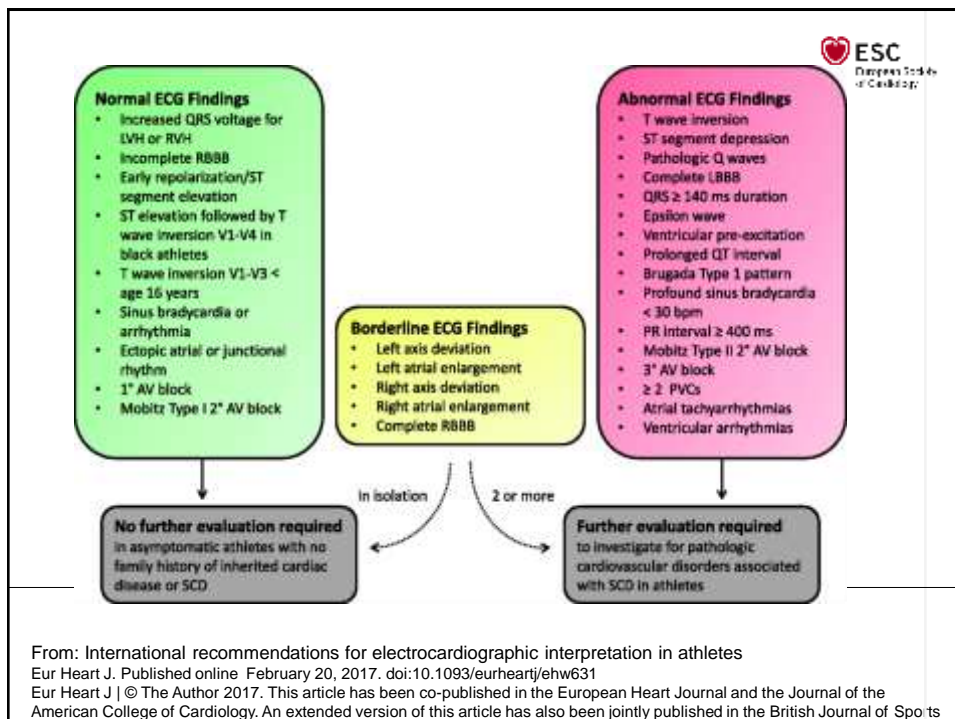 ESC
European Society
of Cardiology
Normal ECG Findings
• Increased QRS voltage for
LVH or RVH
• Incomplete RBBB
• Early repolarization/ST
segment elevation
• ST elevation followed by T
wave inversion V1-V4 in
black athletes
• T wave inversion V1-V3 <
age 16 years
• Sinus bradycardia or
arrhythmia
• Ectopic atrial or junctional
rhythm
• 1° AV block
• Mobitz Type I 2° AV block
Borderline ECG Findings
• Left axis deviation
• Left atrial enlargement
• Right axis deviation
• Right atrial enlargement
• Complete RBBB
Abnormal ECG Findings
• T wave inversion
• ST segment depression
• Pathologic Q waves
• Complete LBBB
• QRS ≥ 140 ms duration
• Epsilon wave
• Ventricular pre-excitation
• Prolonged QT interval
• Brugada Type 1 pattern
• Profound sinus bradycardia
< 30 bpm
• PR interval ≥ 400 ms
• Mobitz Type II 2° AV block
• 3° AV block
• ≥ 2 PVCs
• Atrial tachyarrhythmias
• Ventricular arrhythmias
In isolation
2 or more
No further evaluation required
in asymptomatic athletes with no
family history of inherited cardiac
disease or SCD
Further evaluation required
to investigate for pathologic
cardiovascular disorders associated
with SCD in athletes
From: International recommendations for electrocardiographic interpretation in athletes
Eur Heart J. Published online February 20, 2017. doi:10.1093/eurheartj/ehw631
Eur Heart J | © The Author 2017. This article has been co-published in the European Heart Journal and the Journal of the
American College of Cardiology. An extended version of this article has also been jointly published in the British Journal of Sports